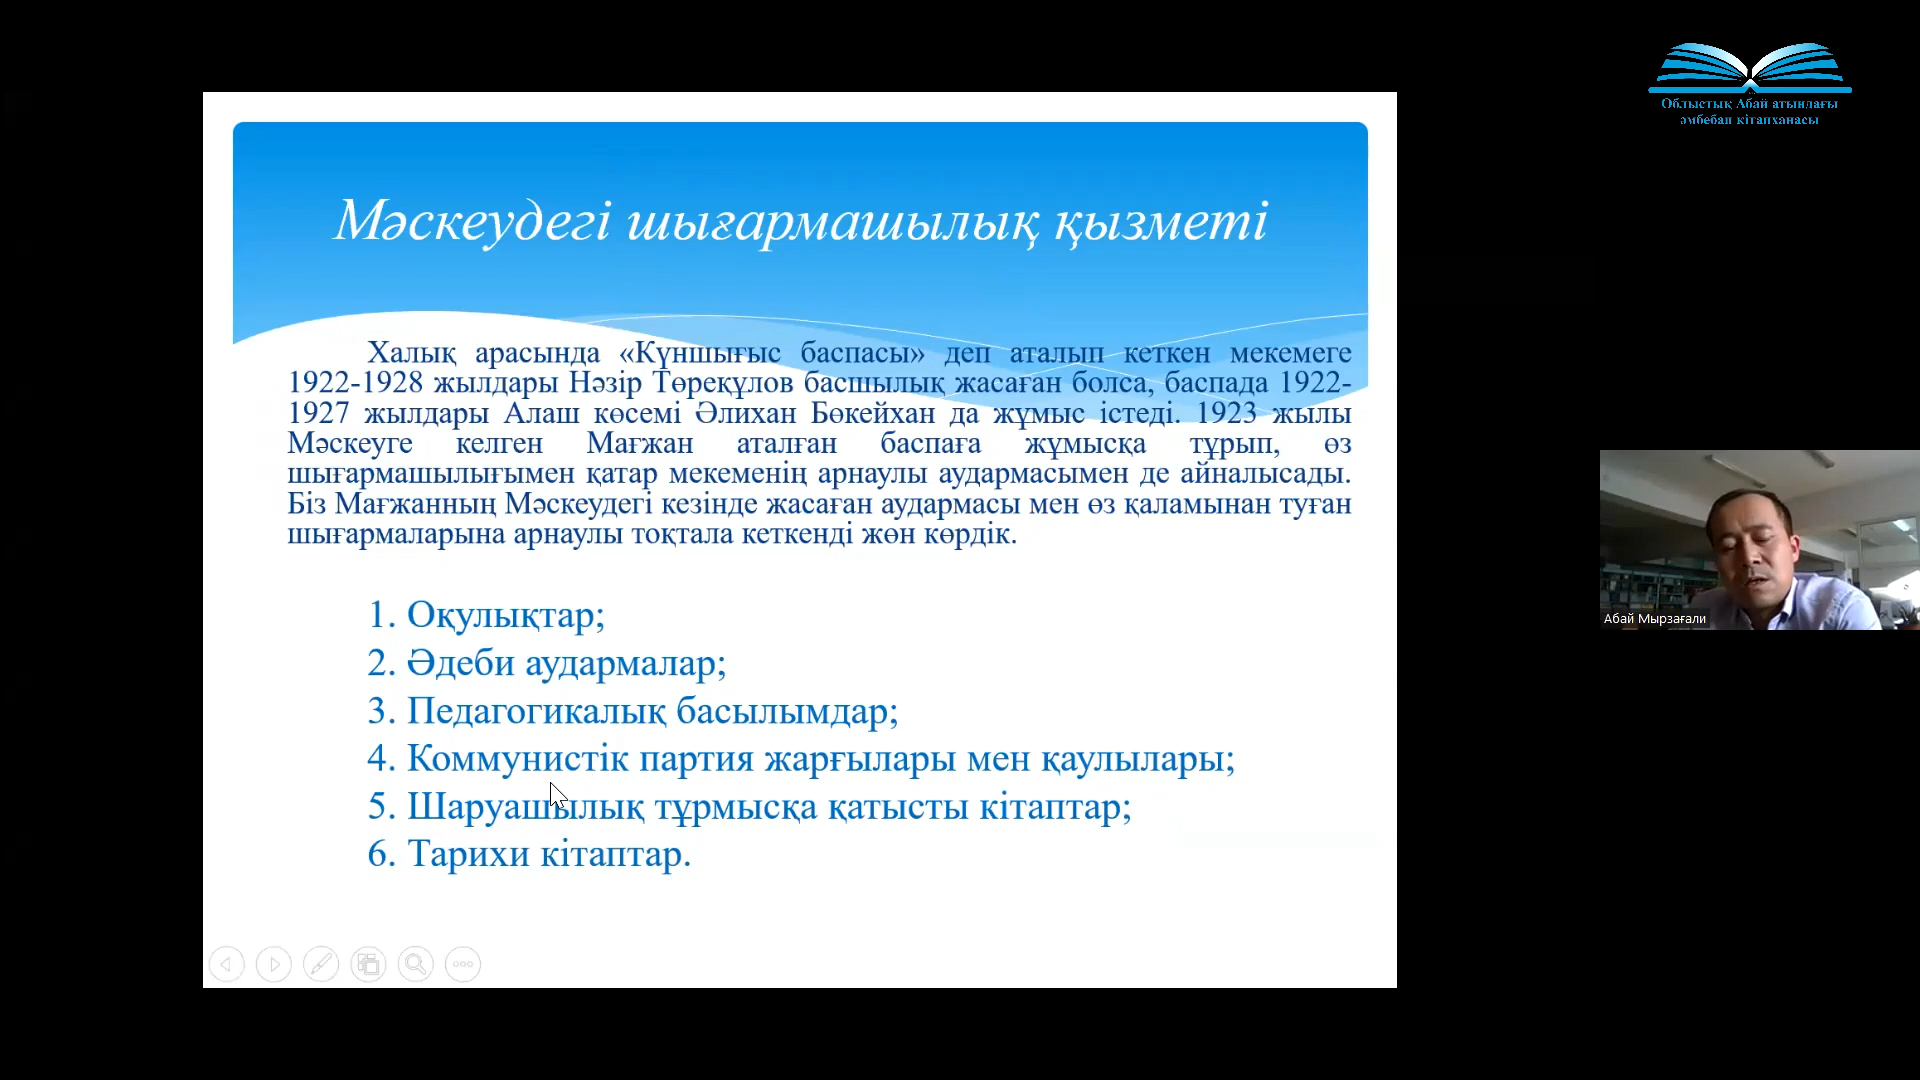 Облыстық Абай атындағы
әмбебап кітапханасы
Мәскеудегі шығармашылық қызметі
Халық арасында «Күншығыс баспасы» деп аталып кеткен мекемеге
1922-1928 жылдары Нәзір Төреқұлов басшылық жасаған болса, баспада 1922-
1927 жылдары Алаш көсемі Әлихан Бөкейхан да жұмыс істеді. 1923 жылы
Мәскеуге келген Мағжан аталған баспаға жұмысқа тұрып, өз
шығармашылығымен қатар мекеменің арнаулы аудармасымен де айналысады.
Біз Мағжанның Мәскеудегі кезінде жасаған аудармасы мен өз қаламынан туған
шығармаларына арнаулы тоқтала кеткенді жөн көрдік.
1. Оқулықтар;
2. Әдеби аудармалар;
3. Педагогикалық басылымдар;
4. Коммунистік партия жарғылары мен қаулылары;
5. Шаруашылық тұрмысқа қатысты кітаптар;
6. Тарихи кітаптар.
Абай Мырзағали